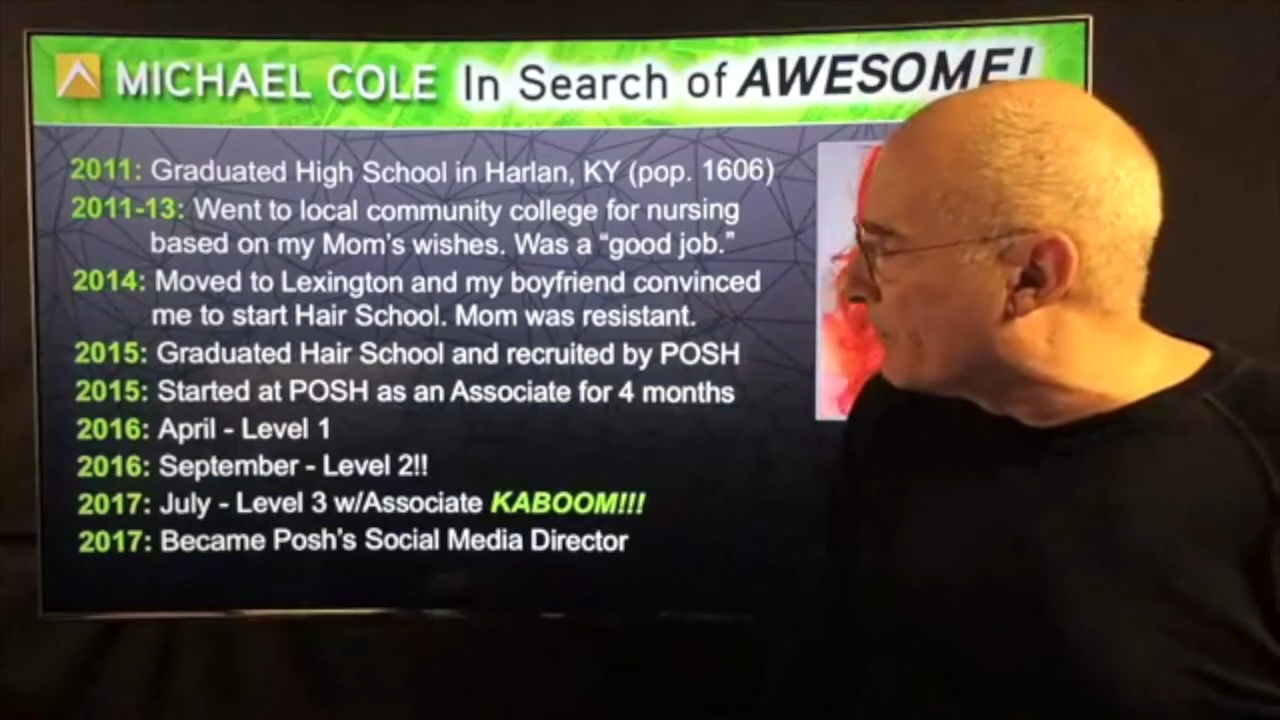 MICHAEL COLE In Search of AWESOME!
2011: Graduated High School in Harlan, KY (pop. 1606)
2011-13: Went to local community college for nursing
based on my Mom's wishes. Was a “good job.”
2014: Moved to Lexington and my boyfriend convinced
me to start Hair School. Mom was resistant.
2015: Graduated Hair School and recruited by POSH
2015: Started at POSH as an Associate for 4 months
2016: April - Level 1
2016: September - Level 2!!
2017: July - Level 3 w/Associate KABOOM!!!
2017: Became Posh's Social Media Director